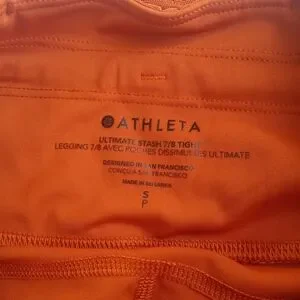 ATHLETA
ULTIMATE STASH 7/8 TIGHT
LEGGING 7/8 AVEC POCHES DISSIMULÉES ULTIMATE
DESIGNED IN SAN FRANCISCO
CONÇU À SAN FRANCISCO
MADE IN SRI LANKA
S
P